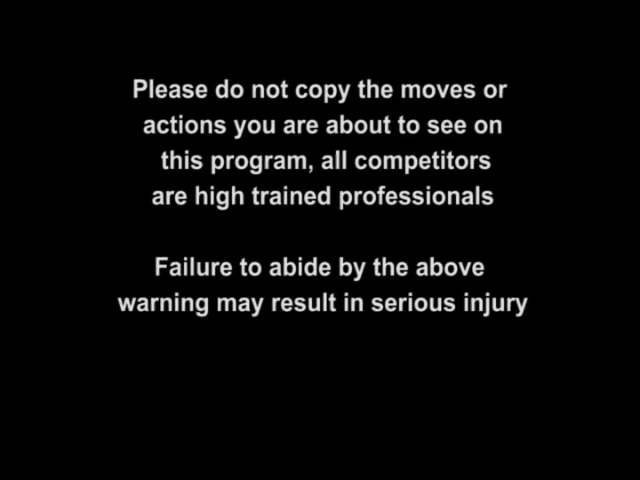 Please do not copy the moves or
actions you are about to see on
this program, all competitors
are high trained professionals
Failure to abide by the above
warning may result in serious injury